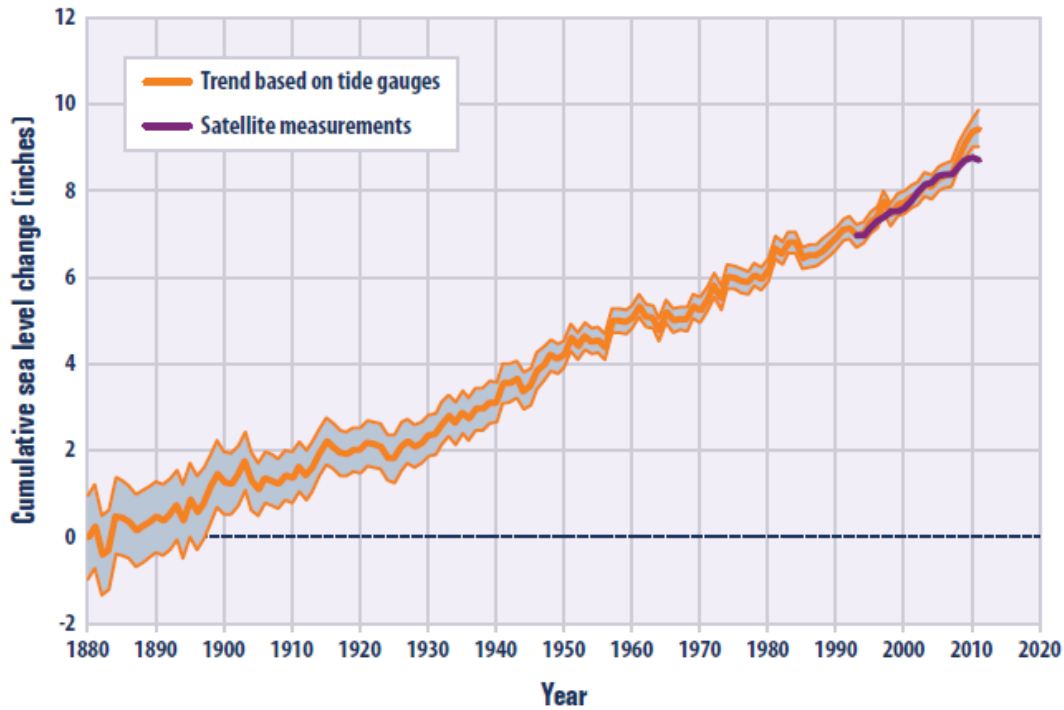 12
Trend based on tide gauges
Satellite measurements
10
8
6
4
2
0
-2
Cumulative sea level change (inches)
1880 1890 1900 1910 1920 1930 1940 1950 1960 1970 1980 1990 2000 2010 2020
Year